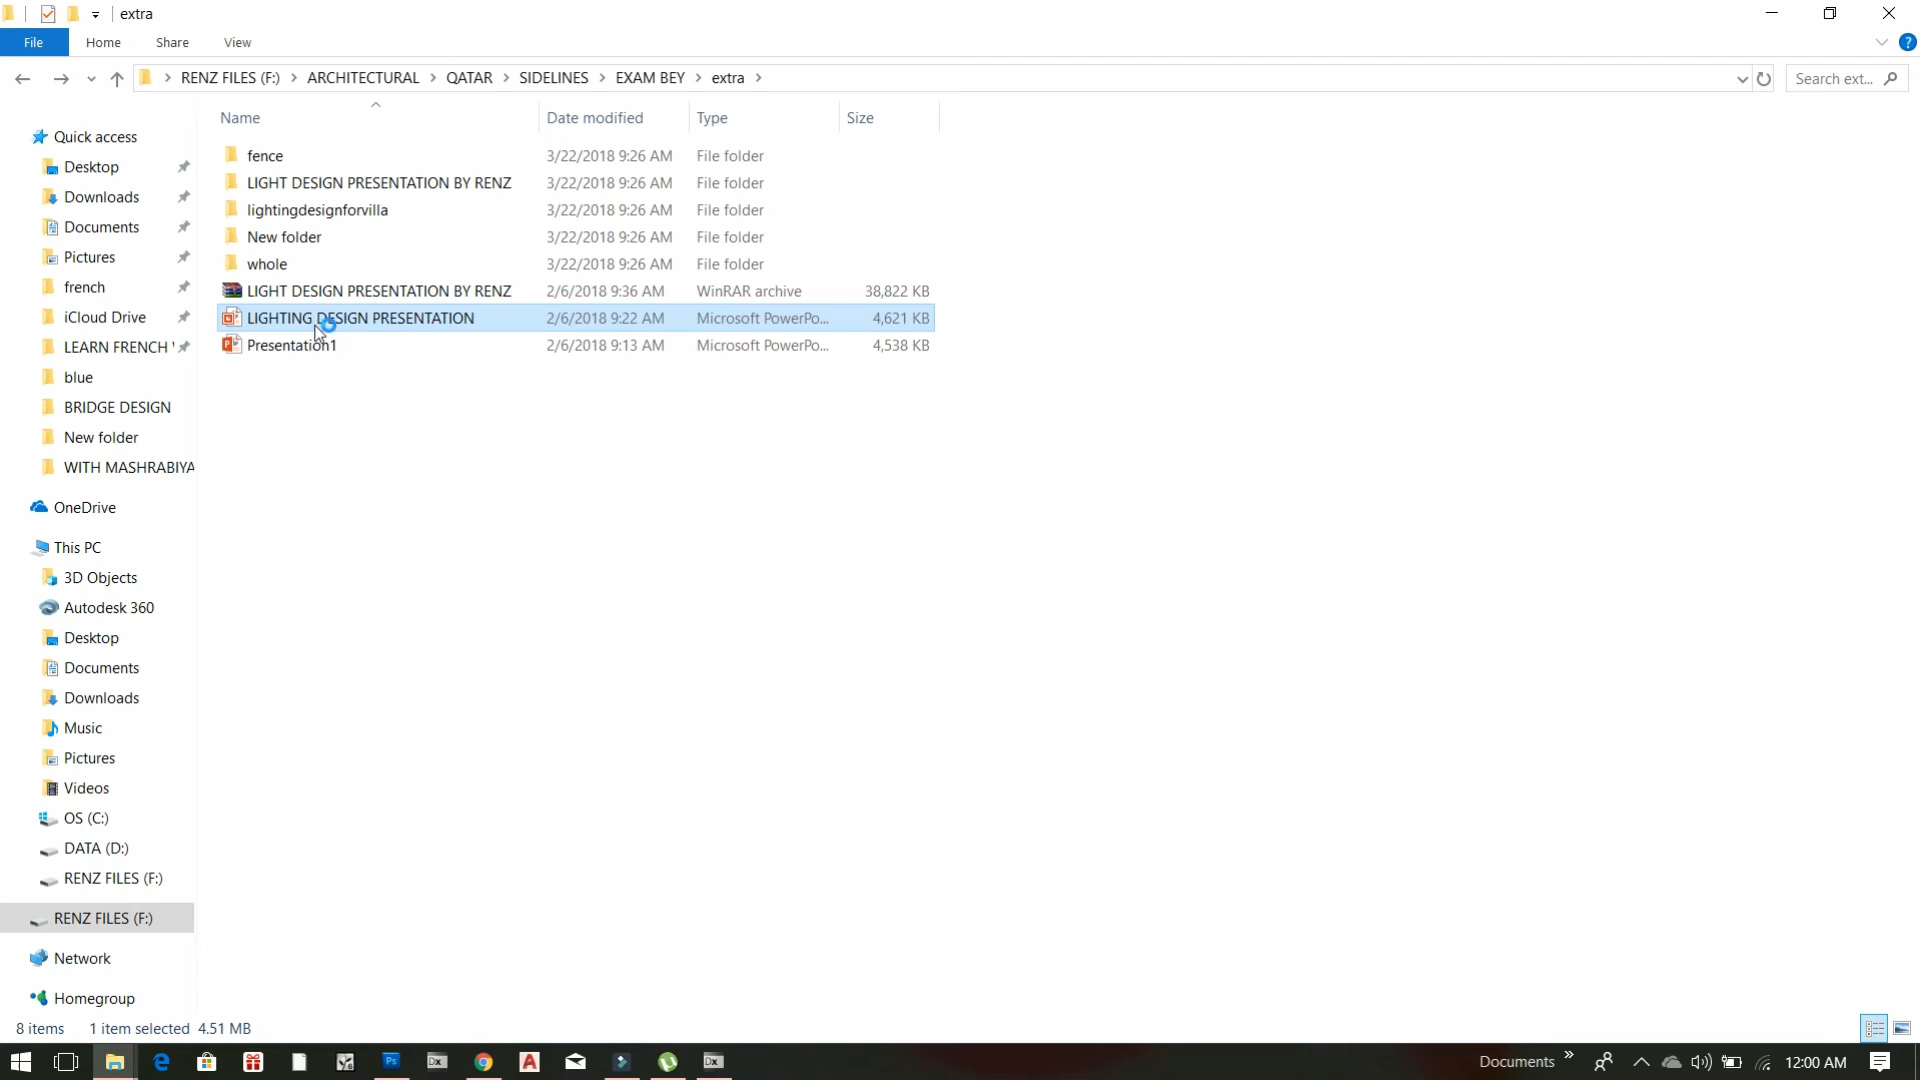 extra
File Home Share View
RENZ FILES (F:) ARCHITECTURAL QATAR SIDELINES EXAM BEY extra Search ext...
Name Date modified Type Size
fence 3/22/2018 9:26 AM File folder
LIGHT DESIGN PRESENTATION BY RENZ 3/22/2018 9:26 AM File folder
lightingdesignforvilla 3/22/2018 9:26 AM File folder
New folder 3/22/2018 9:26 AM File folder
whole 3/22/2018 9:26 AM File folder
LIGHT DESIGN PRESENTATION BY RENZ 2/6/2018 9:36 AM WinRAR archive 38,822 KB
LIGHTING DESIGN PRESENTATION 2/6/2018 9:22 AM Microsoft PowerPo... 4,621 KB
Presentation1 2/6/2018 9:13 AM Microsoft PowerPo... 4,538 KB
Quick access
Desktop
Downloads
Documents
Pictures
french
iCloud Drive
LEARN FRENCH
blue
BRIDGE DESIGN
New folder
WITH MASHRABIYA
OneDrive
This PC
3D Objects
Autodesk 360
Desktop
Documents
Downloads
Music
Pictures
Videos
OS (C:)
DATA (D:)
RENZ FILES (F:)
RENZ FILES (F:)
Network
Homegroup
8 items 1 item selected 4.51 MB
Ps Dx A Dx Documents 12:00 AM